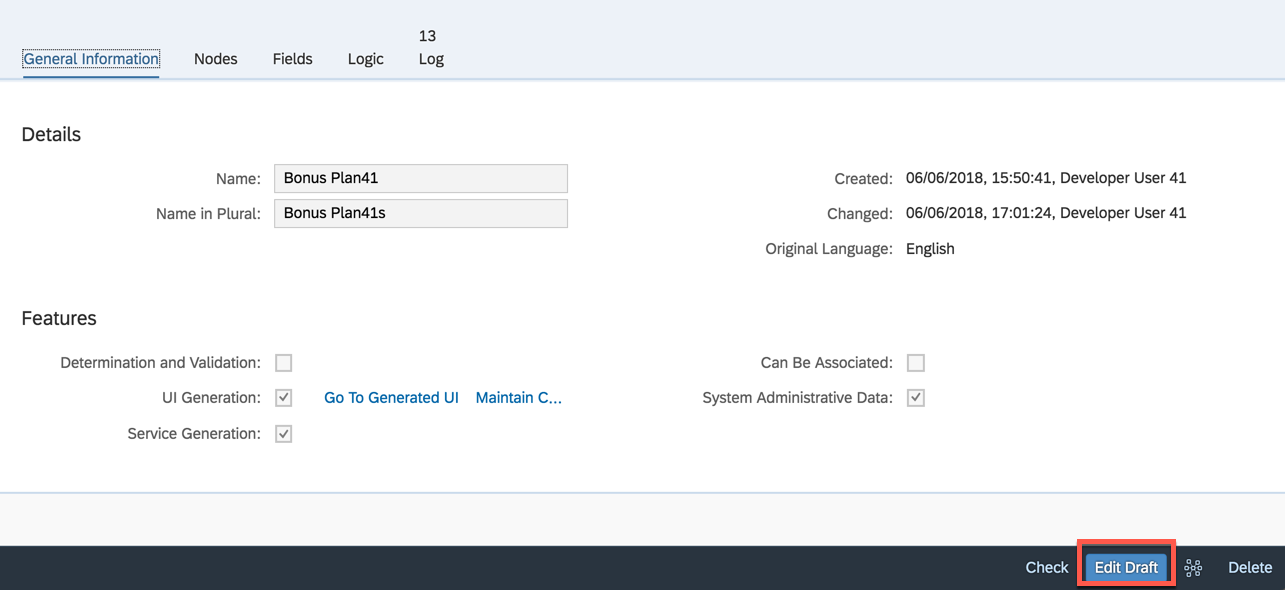 13
General Information Nodes Fields Logic Log
Details
Name: Bonus Plan41 Created: 06/06/2018, 15:50:41, Developer User 41
Name in Plural: Bonus Plan41s Changed: 06/06/2018, 17:01:24, Developer User 41
Original Language: English
Features
Determination and Validation: Can Be Associated:
UI Generation: Go To Generated UI Maintain C... System Administrative Data:
Service Generation:
Check Edit Draft Delete